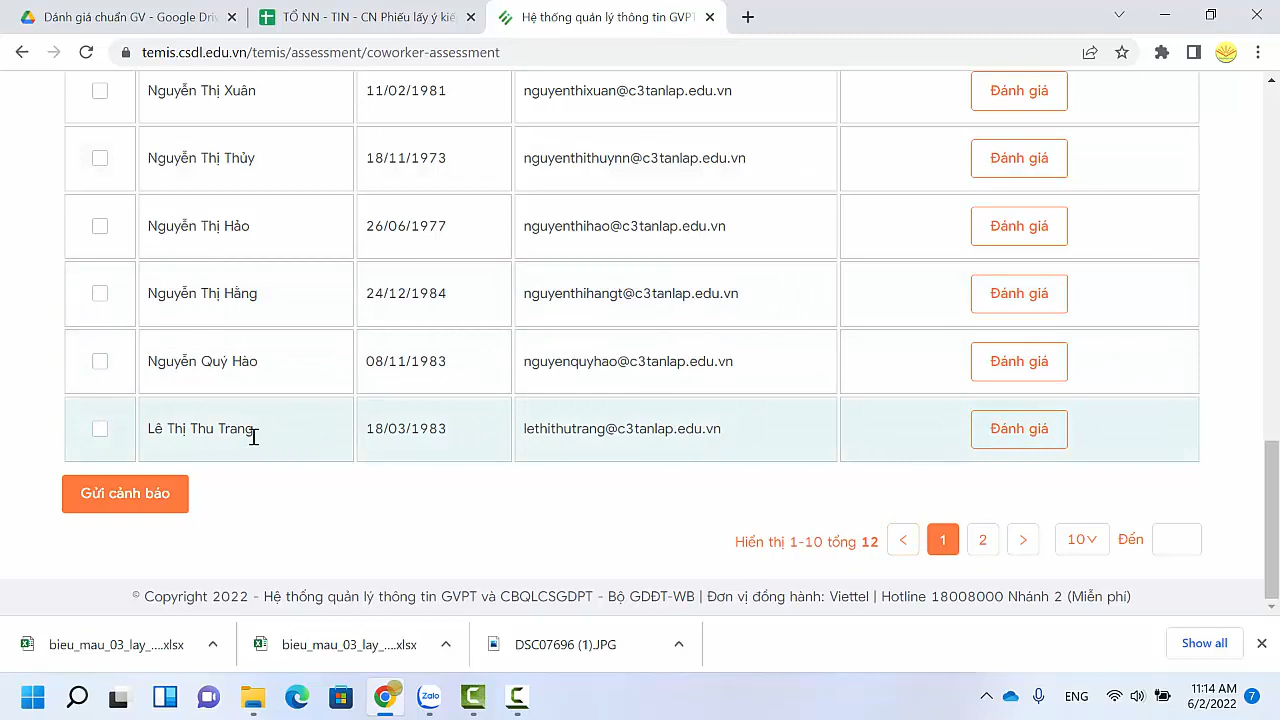 Đánh giá chuẩn GV - Google Driv
TỔ NN - TIN - CN Phiếu lấy ý kiế
Hệ thống quản lý thông tin GVPT
temis.csdl.edu.vn/temis/assessment/coworker-assessment
Nguyễn Thị Xuân 11/02/1981 nguyenthixuan@c3tanlap.edu.vn Đánh giá
Nguyễn Thị Thủy 18/11/1973 nguyenthithuynn@c3tanlap.edu.vn Đánh giá
Nguyễn Thị Hảo 26/06/1977 nguyenthihao@c3tanlap.edu.vn Đánh giá
Nguyễn Thị Hằng 24/12/1984 nguyenthihangt@c3tanlap.edu.vn Đánh giá
Nguyễn Quý Hảo 08/11/1983 nguyenquyhao@c3tanlap.edu.vn Đánh giá
Lê Thị Thu Trang 18/03/1983 lethithutrang@c3tanlap.edu.vn Đánh giá
Gửi cảnh báo
Hiển thị 1-10 tổng 12 < 1 2 > 10 Đến
© Copyright 2022 - Hệ thống quản lý thông tin GVPT và CBQLCSGDPT - Bộ GDĐT-WB | Đơn vị đồng hành: Viettel | Hotline 18008000 Nhánh 2 (Miễn phí)
bieu_mau_03_lay_....xlsx bieu_mau_03_lay_....xlsx DSC07696 (1).JPG Show all
Zalo ENG 11:14 AM
6/2/2022 7